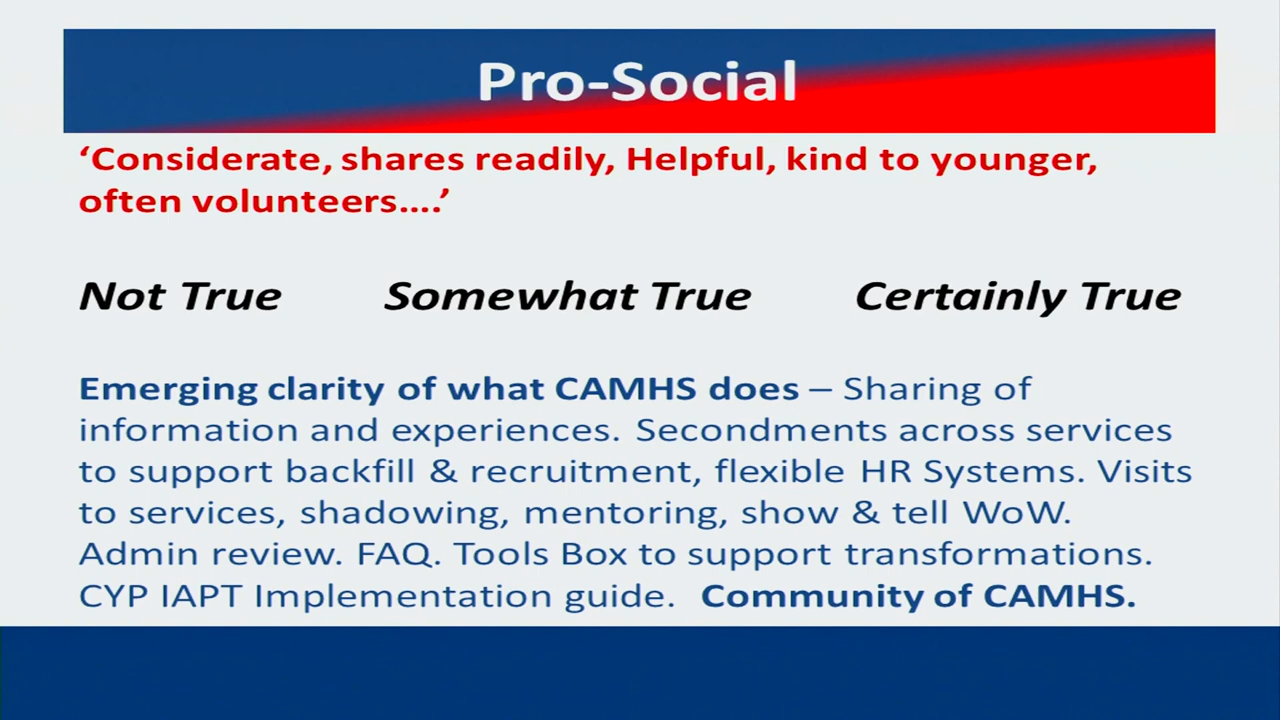 Pro-Social
‘Considerate, shares readily, Helpful, kind to younger,
often volunteers....’
Not True Somewhat True Certainly True
Emerging clarity of what CAMHS does – Sharing of
information and experiences. Secondments across services
to support backfill & recruitment, flexible HR Systems. Visits
to services, shadowing, mentoring, show & tell WoW.
Admin review. FAQ. Tools Box to support transformations.
CYP IAPT Implementation guide. Community of CAMHS.